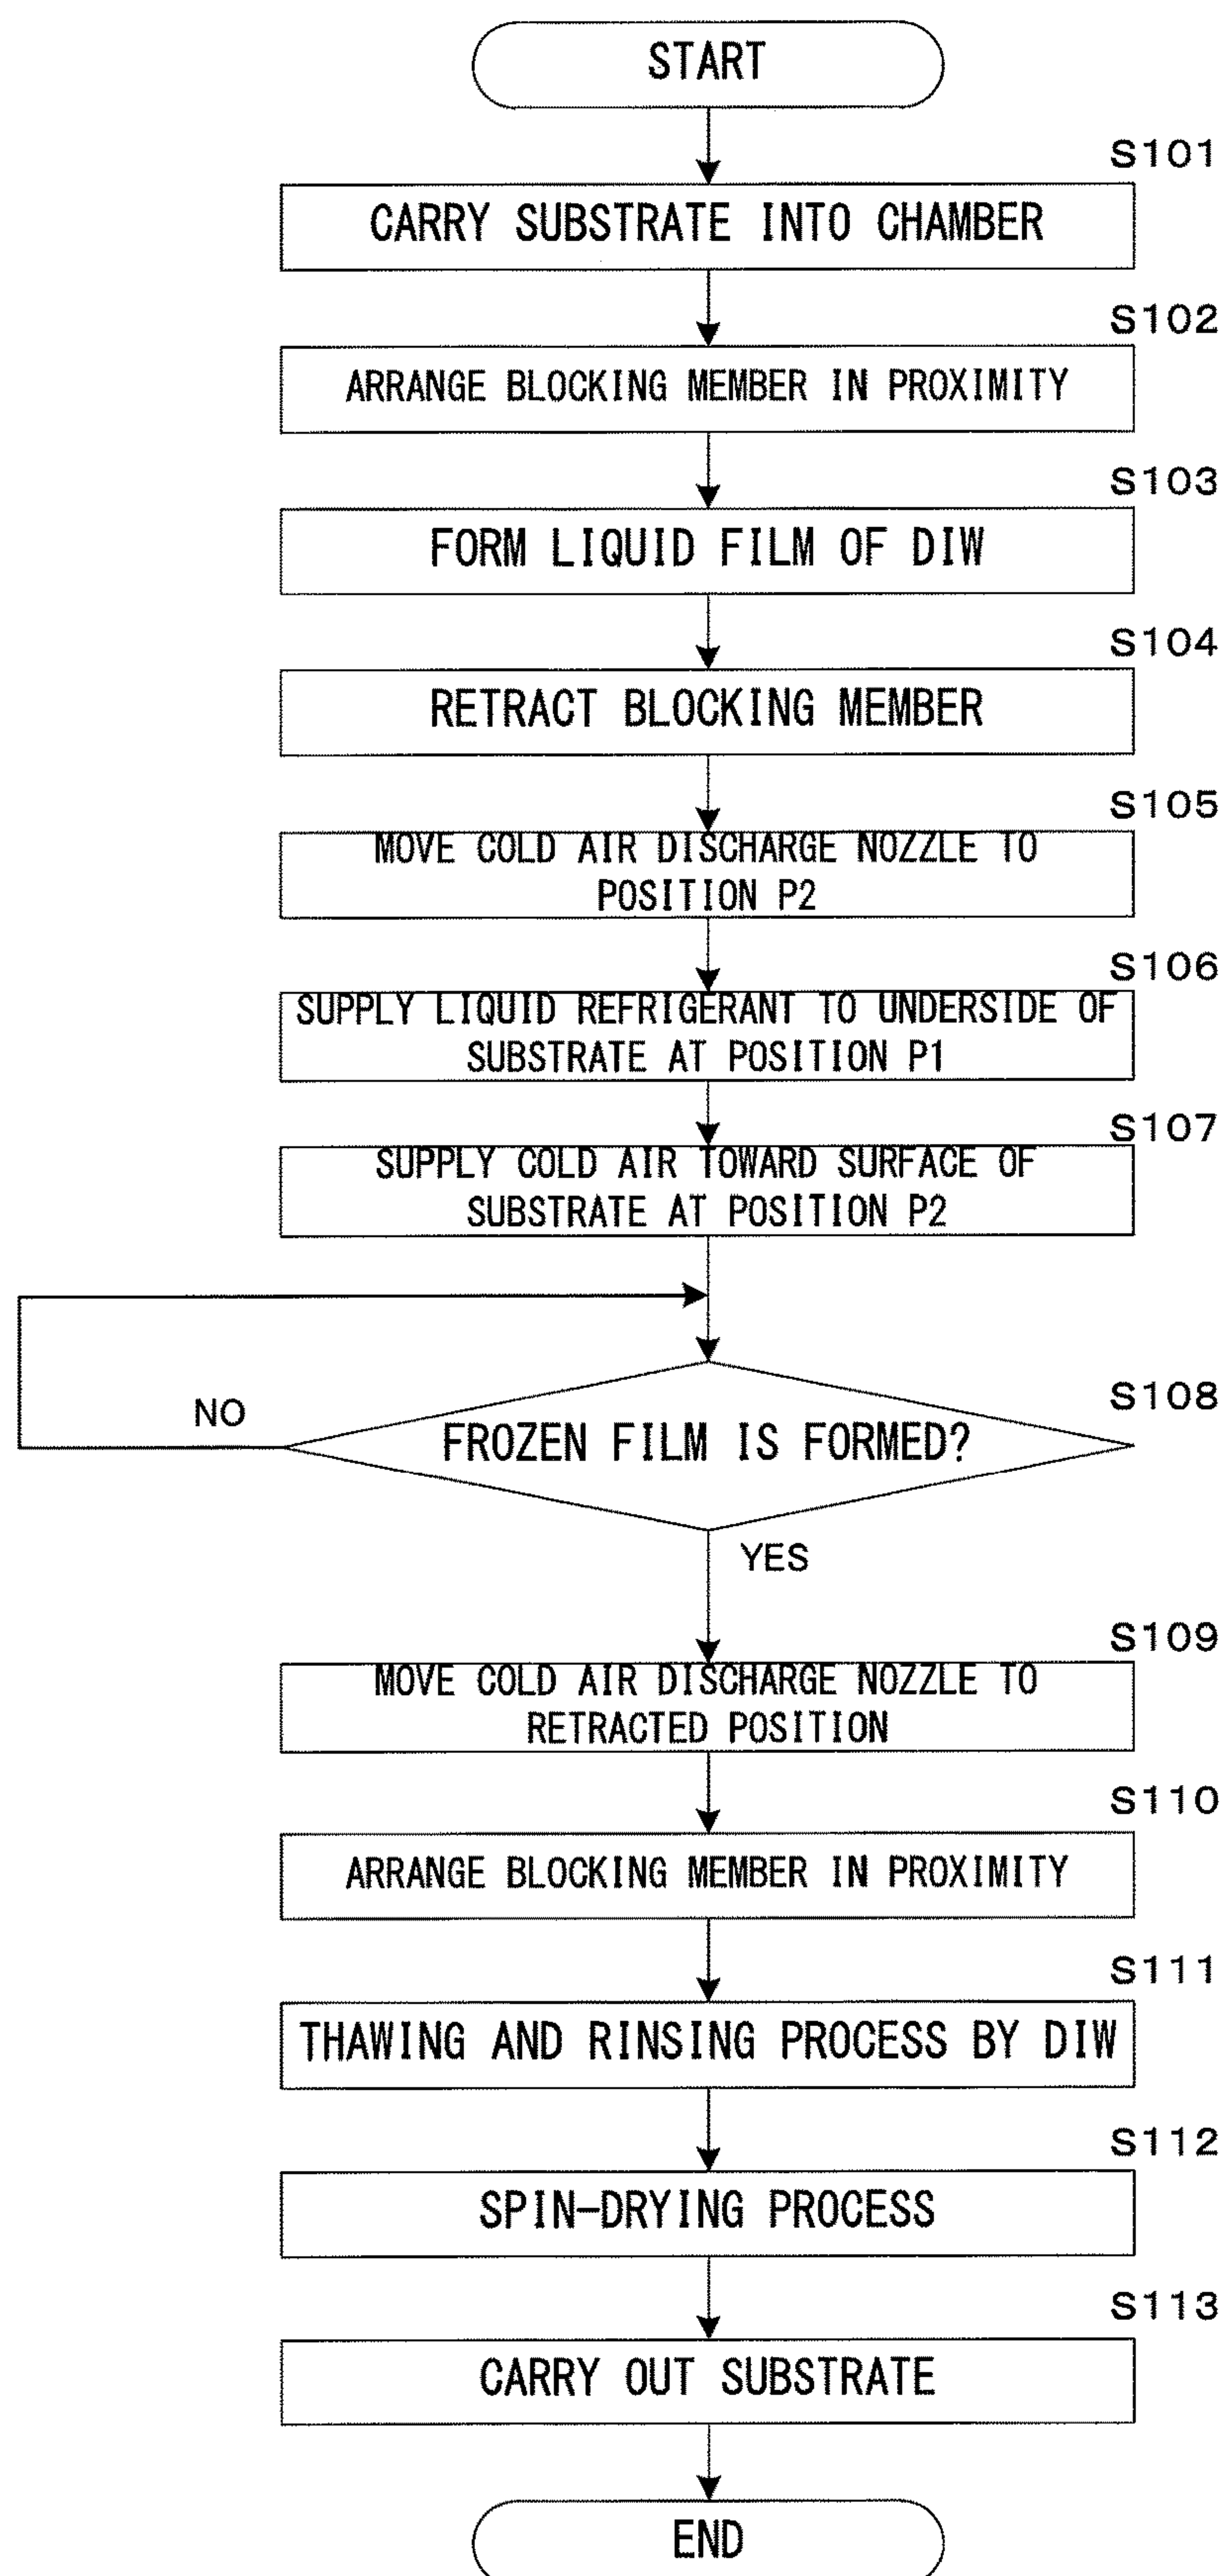 START
S101
CARRY SUBSTRATE INTO CHAMBER
S102
ARRANGE BLOCKING MEMBER IN PROXIMITY
S103
FORM LIQUID FILM OF DIW
S104
RETRACT BLOCKING MEMBER
S105
MOVE COLD AIR DISCHARGE NOZZLE TO
POSITION P2
S106
SUPPLY LIQUID REFRIGERANT TO UNDERSIDE OF
SUBSTRATE AT POSITION P1
S107
SUPPLY COLD AIR TOWARD SURFACE OF
SUBSTRATE AT POSITION P2
S108
NO
FROZEN FILM IS FORMED?
YES
S109
MOVE COLD AIR DISCHARGE NOZZLE TO
RETRACTED POSITION
S110
ARRANGE BLOCKING MEMBER IN PROXIMITY
S111
THAWING AND RINSING PROCESS BY DIW
S112
SPIN-DRYING PROCESS
S113
CARRY OUT SUBSTRATE
END